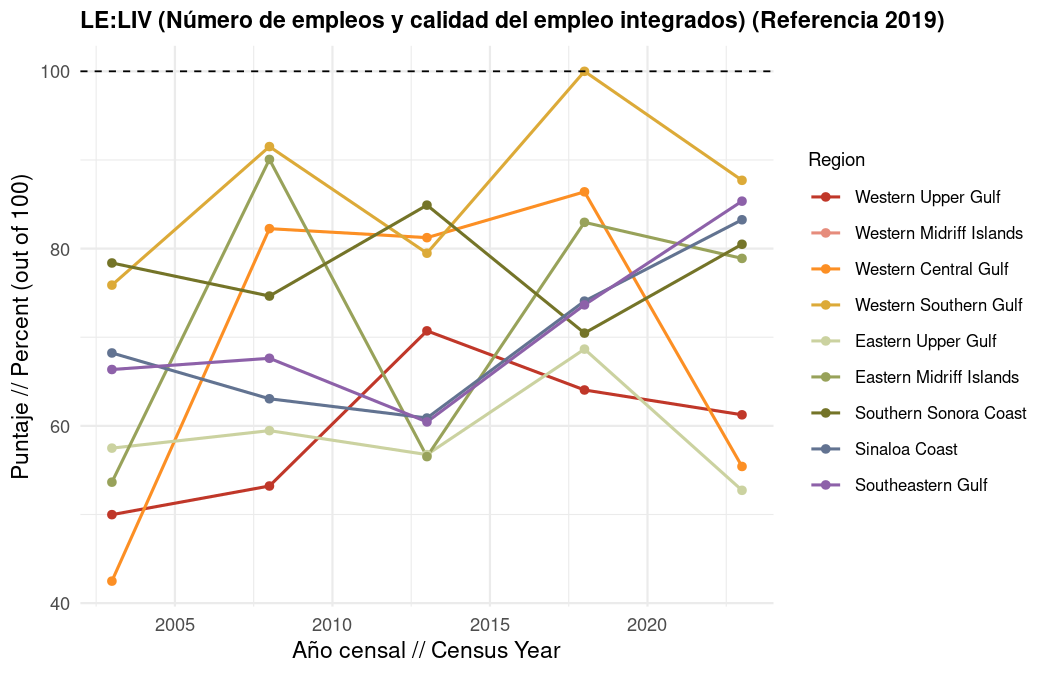 LE:LIV (Número de empleos y calidad del empleo integrados) (Referencia 2019)
Puntaje // Percent (out of 100)
100
80
60
40
2005
2010
2015
2020
Año censal // Census Year
Region
Western Upper Gulf
Western Midriff Islands
Western Central Gulf
Western Southern Gulf
Eastern Upper Gulf
Eastern Midriff Islands
Southern Sonora Coast
Sinaloa Coast
Southeastern Gulf